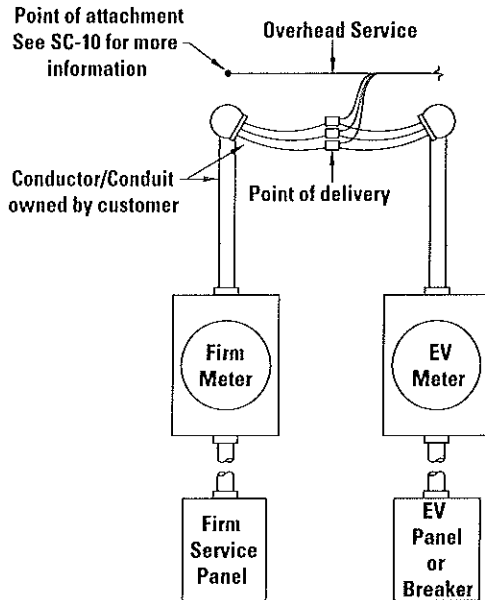 Point of attachment
See SC-10 for more
information
Overhead Service
Conductor/Conduit
owned by customer
Point of delivery
Firm
Meter
EV
Meter
Firm
Service
Panel
EV
Panel
or
Breaker